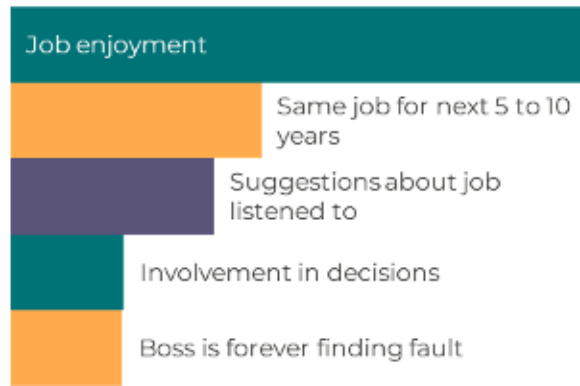 Job enjoyment
Same job for next 5 to 10
years
Suggestions about job
listened to
Involvement in decisions
Boss is forever finding fault